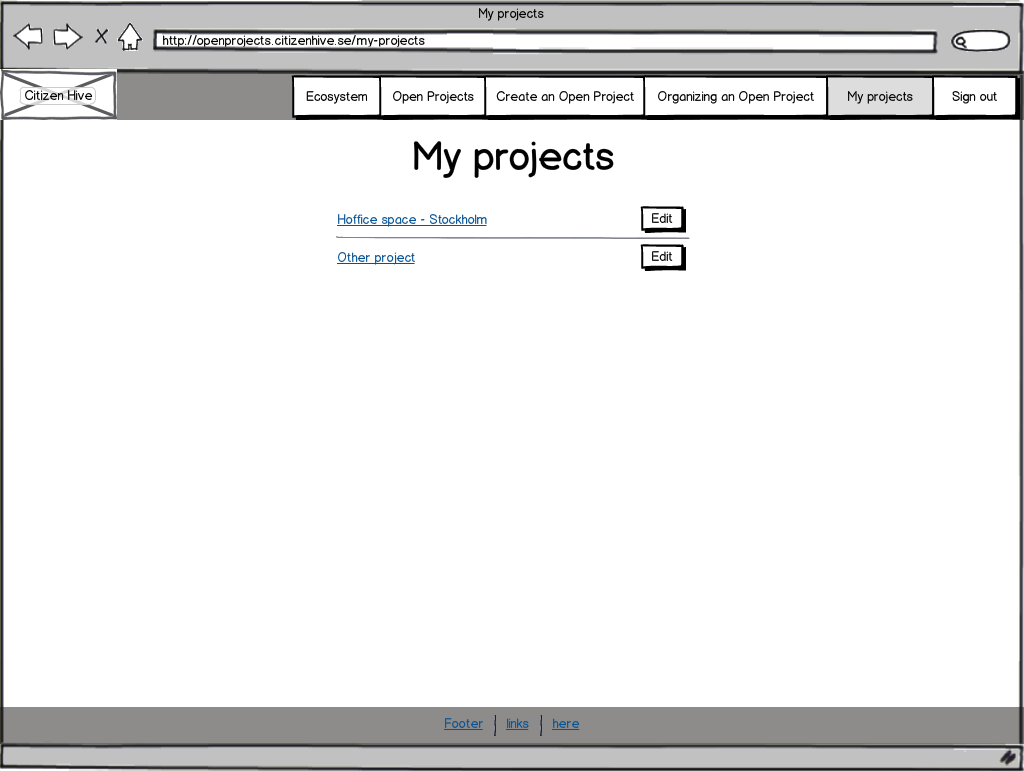 My projects
http://openprojects.citizenhive.se/my-projects
Citizen Hive
Ecosystem
Open Projects
Create an Open Project
Organizing an Open Project
My projects
Sign out
My projects
Hoffice space - Stockholm
Edit
Other project
Edit
Footer
links
here